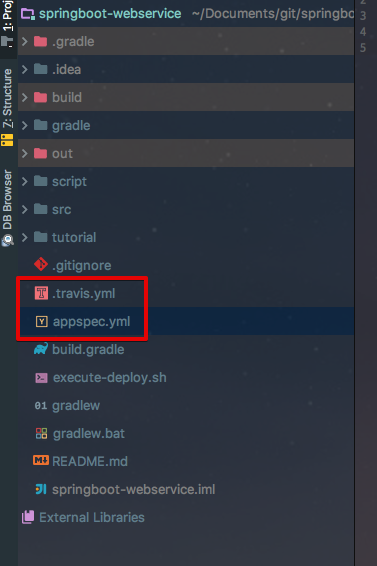 springboot-webservice ~/Documents/git/springbo
.gradle
.idea
build
gradle
out
script
src
tutorial
.gitignore
.travis.yml
appspec.yml
build.gradle
execute-deploy.sh
gradlew
gradlew.bat
README.md
springboot-webservice.iml
External Libraries
1: Proj
Z: Structure
DB Browser
2
3
4
5